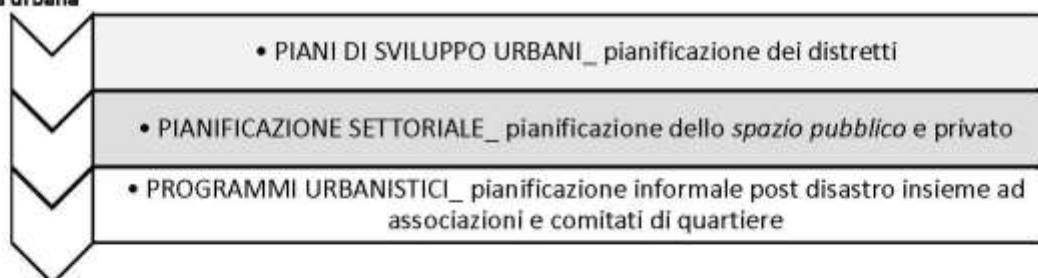 • PIANI DI SVILUPPO URBANI_ pianificazione dei distretti
• PIANIFICAZIONE SETTORIALE_ pianificazione dello spazio pubblico e privato
• PROGRAMMI URBANISTICI_ pianificazione informale post disastro insieme ad
associazioni e comitati di quartiere